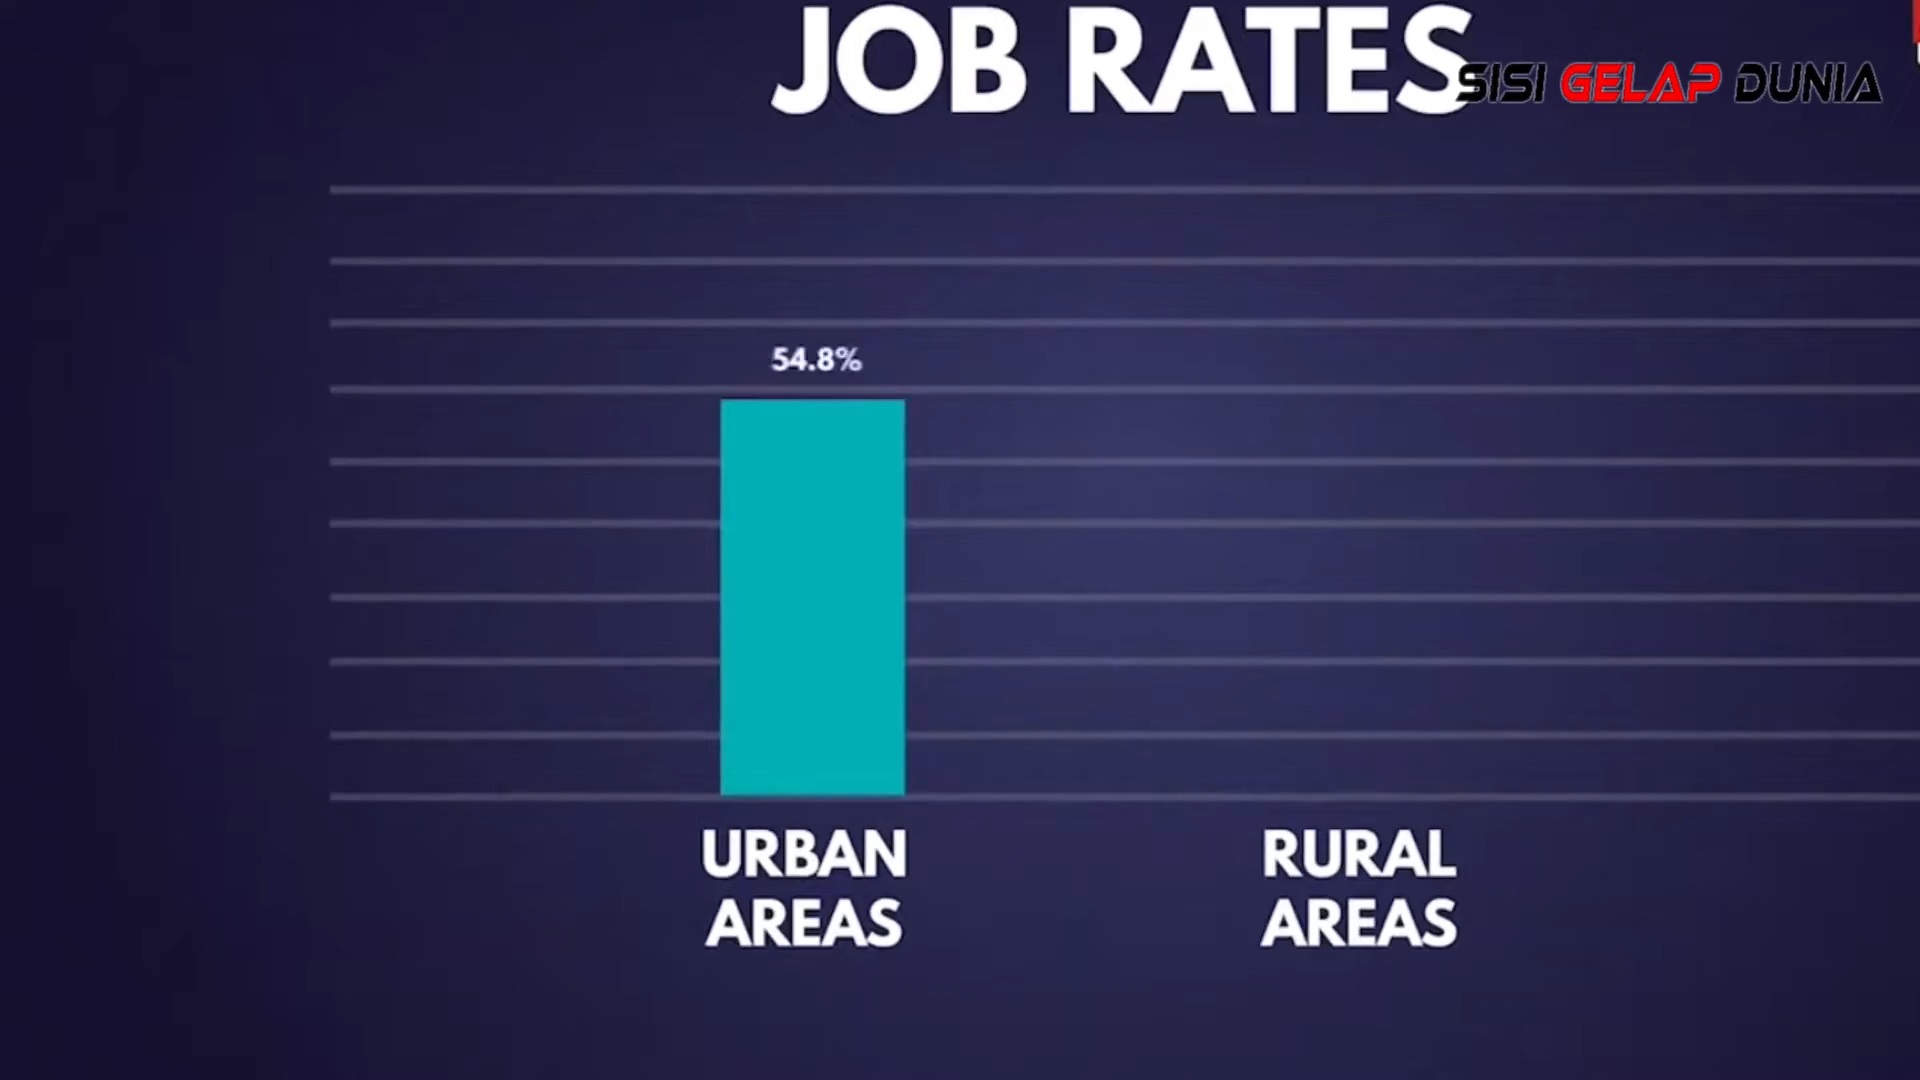 JOB RATES
SISI GELAP DUNIA
54.8%
URBAN
AREAS
RURAL
AREAS